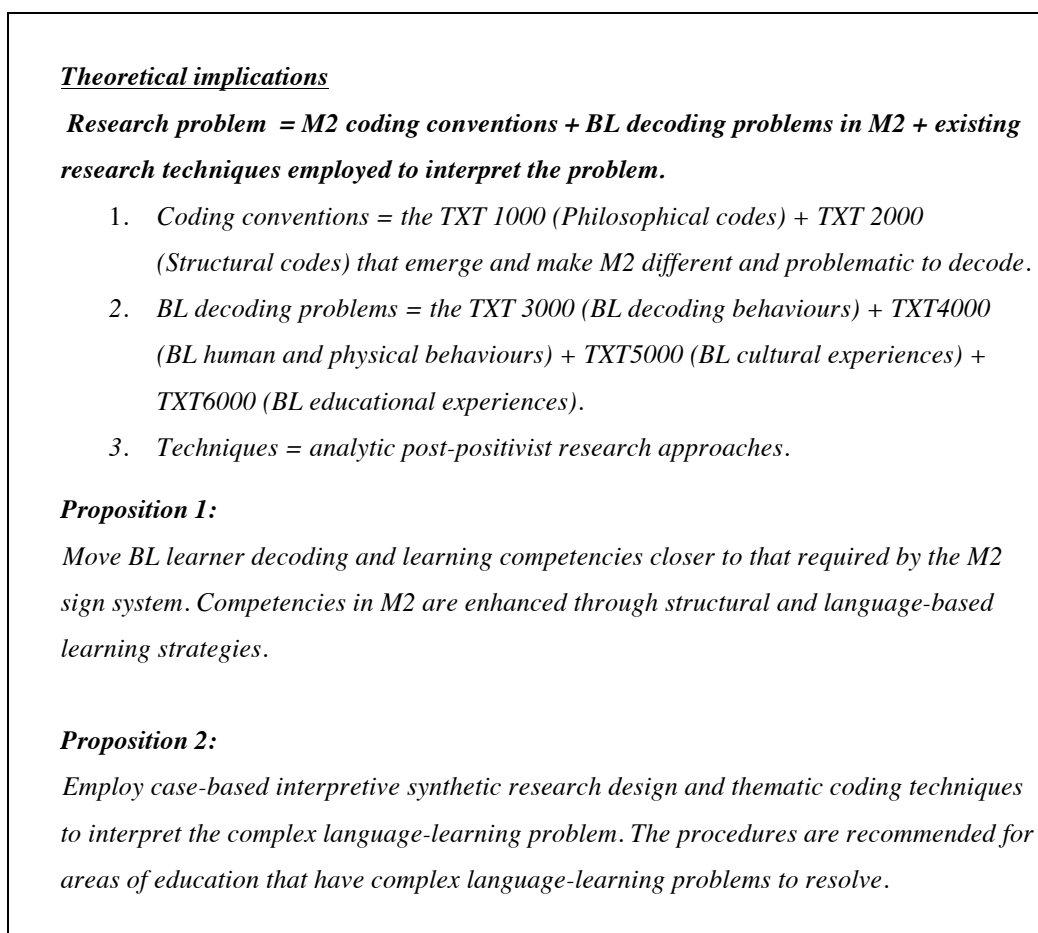 Theoretical implications
Research problem = M2 coding conventions + BL decoding problems in M2 + existing
research techniques employed to interpret the problem.
1. Coding conventions = the TXT 1000 (Philosophical codes) + TXT 2000
(Structural codes) that emerge and make M2 different and problematic to decode.
2. BL decoding problems = the TXT 3000 (BL decoding behaviours) + TXT4000
(BL human and physical behaviours) + TXT5000 (BL cultural experiences) +
TXT6000 (BL educational experiences).
3. Techniques = analytic post-positivist research approaches.
Proposition 1:
Move BL learner decoding and learning competencies closer to that required by the M2
sign system. Competencies in M2 are enhanced through structural and language-based
learning strategies.
Proposition 2:
Employ case-based interpretive synthetic research design and thematic coding techniques
to interpret the complex language-learning problem. The procedures are recommended for
areas of education that have complex language-learning problems to resolve.